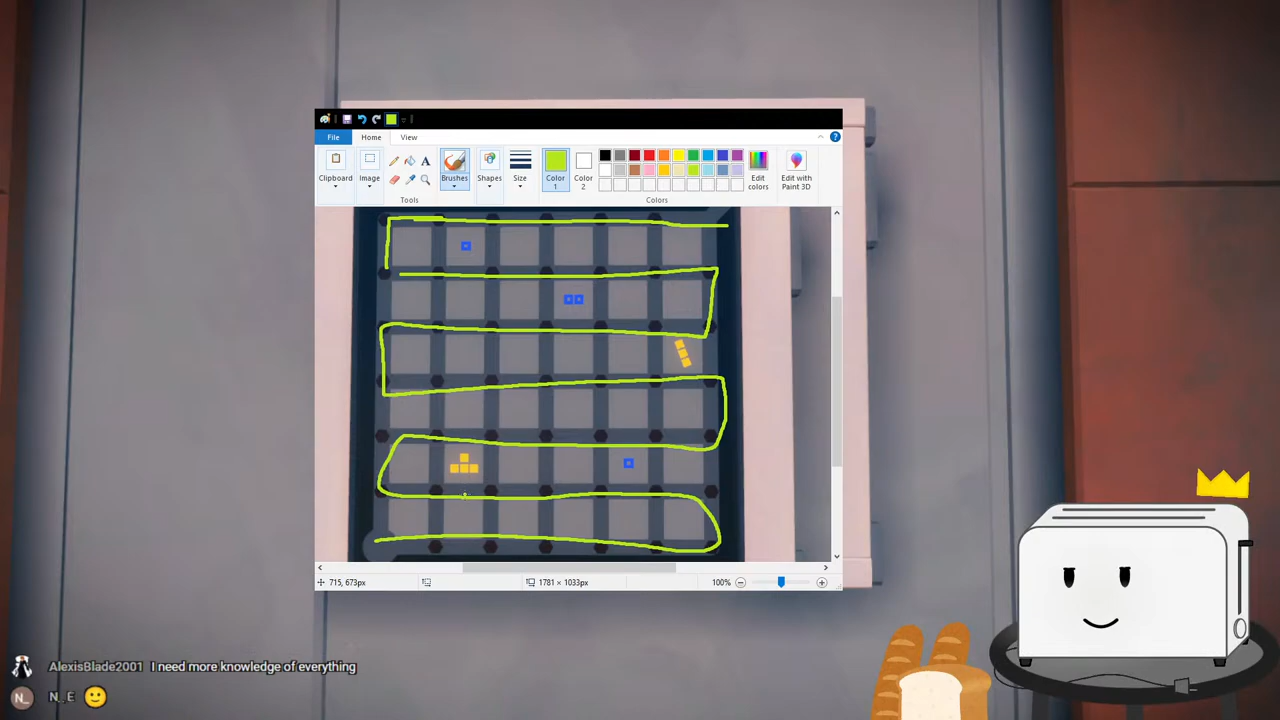 File
Home
View
Clipboard
Image
A
Brushes
Shapes
Size
Color 1
Color 2
Edit colors
Edit with Paint 3D
Tools
Colors
715, 673px
1781 × 1033px
100%
AlexisBlade2001 I need more knowledge of everything
N_ N_E